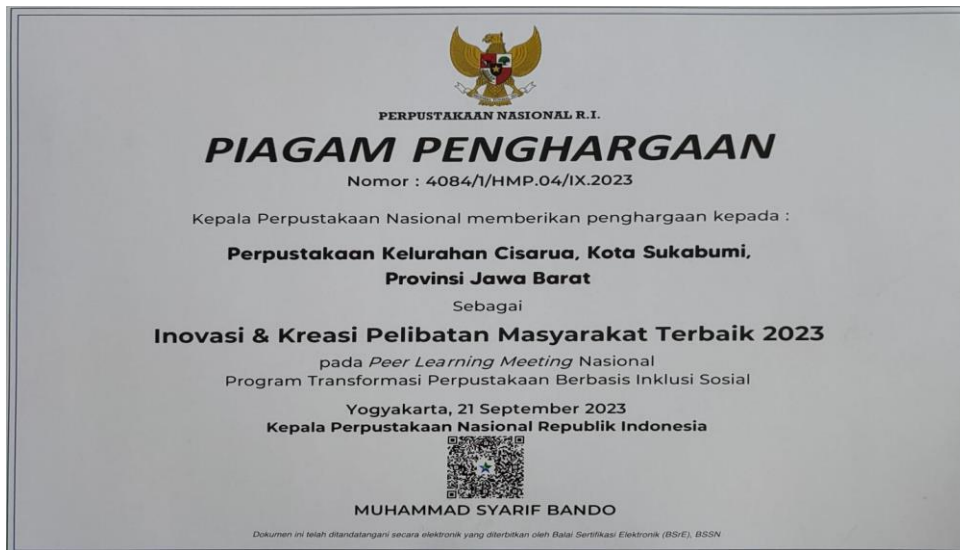 PERPUSTAKAAN NASIONAL R.I.
PIAGAM PENGHARGAAN
Nomor : 4084/1/HMP.04/IX.2023
Kepala Perpustakaan Nasional memberikan penghargaan kepada :
Perpustakaan Kelurahan Cisarua, Kota Sukabumi,
Provinsi Jawa Barat
Sebagai
Inovasi & Kreasi Pelibatan Masyarakat Terbaik 2023
pada Peer Learning Meeting Nasional
Program Transformasi Perpustakaan Berbasis Inklusi Sosial
Yogyakarta, 21 September 2023
Kepala Perpustakaan Nasional Republik Indonesia
MUHAMMAD SYARIF BANDO
Dokumen ini telah ditandatangani secara elektronik yang diterbitkan oleh Balai Sertifikasi Elektronik (BSrE), BSSN